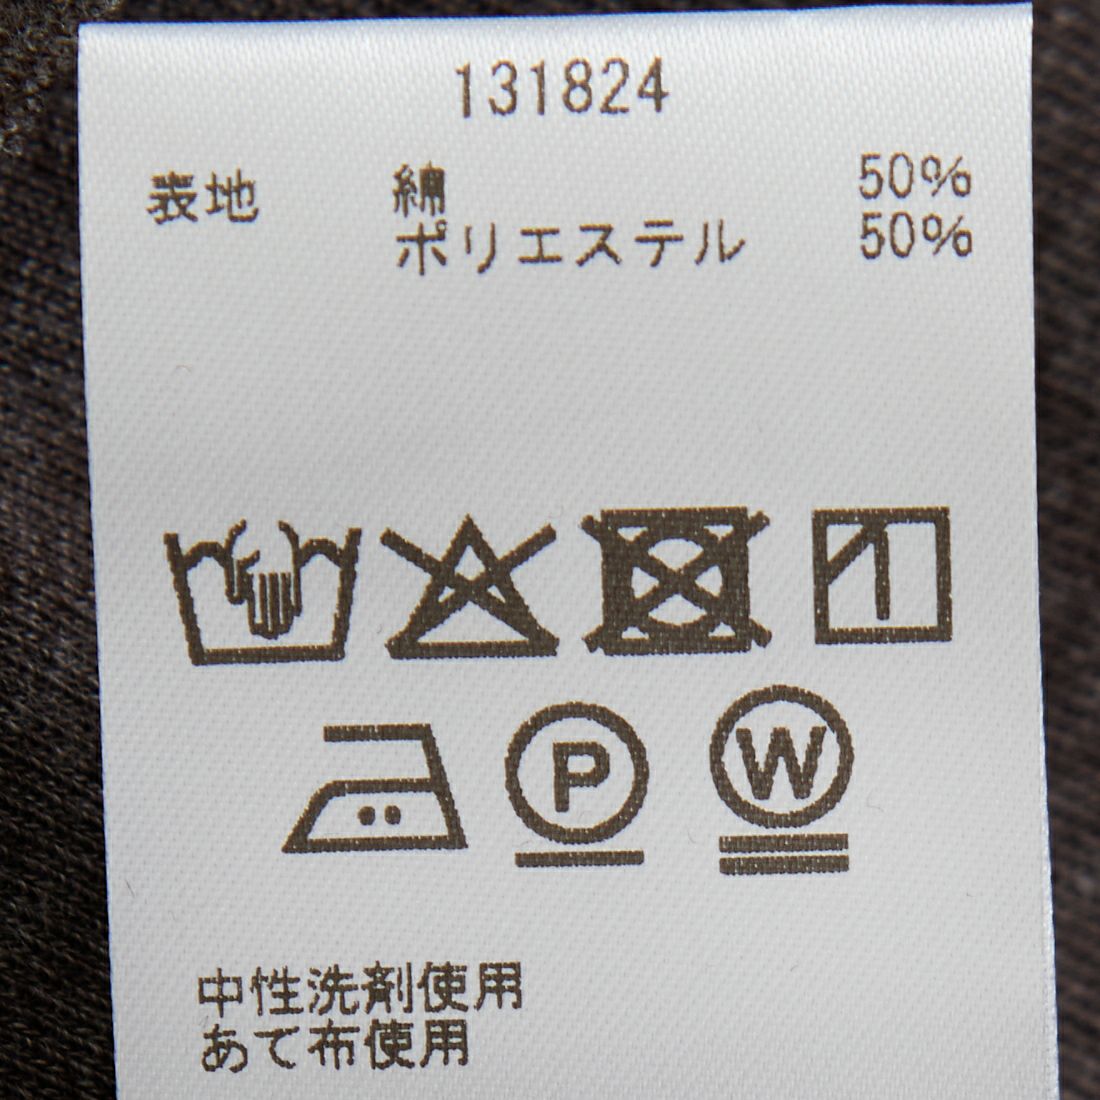 131824
表地 綿 50%
ポリエステル 50%
P W
中性洗剤使用
あて布使用